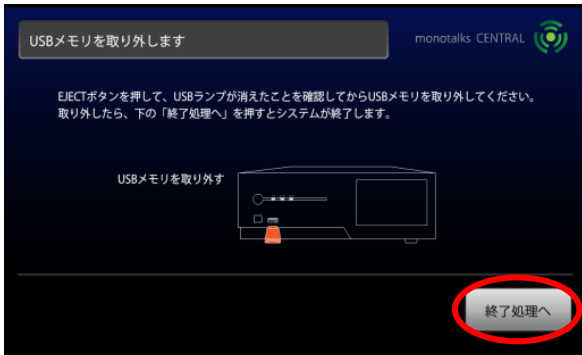 USBメモリを取り外します
monotalks CENTRAL
EJECTボタンを押して、USBランプが消えたことを確認してからUSBメモリを取り外してください。
取り外したら、下の「終了処理へ」を押すとシステムが終了します。
USBメモリを取り外す
終了処理へ